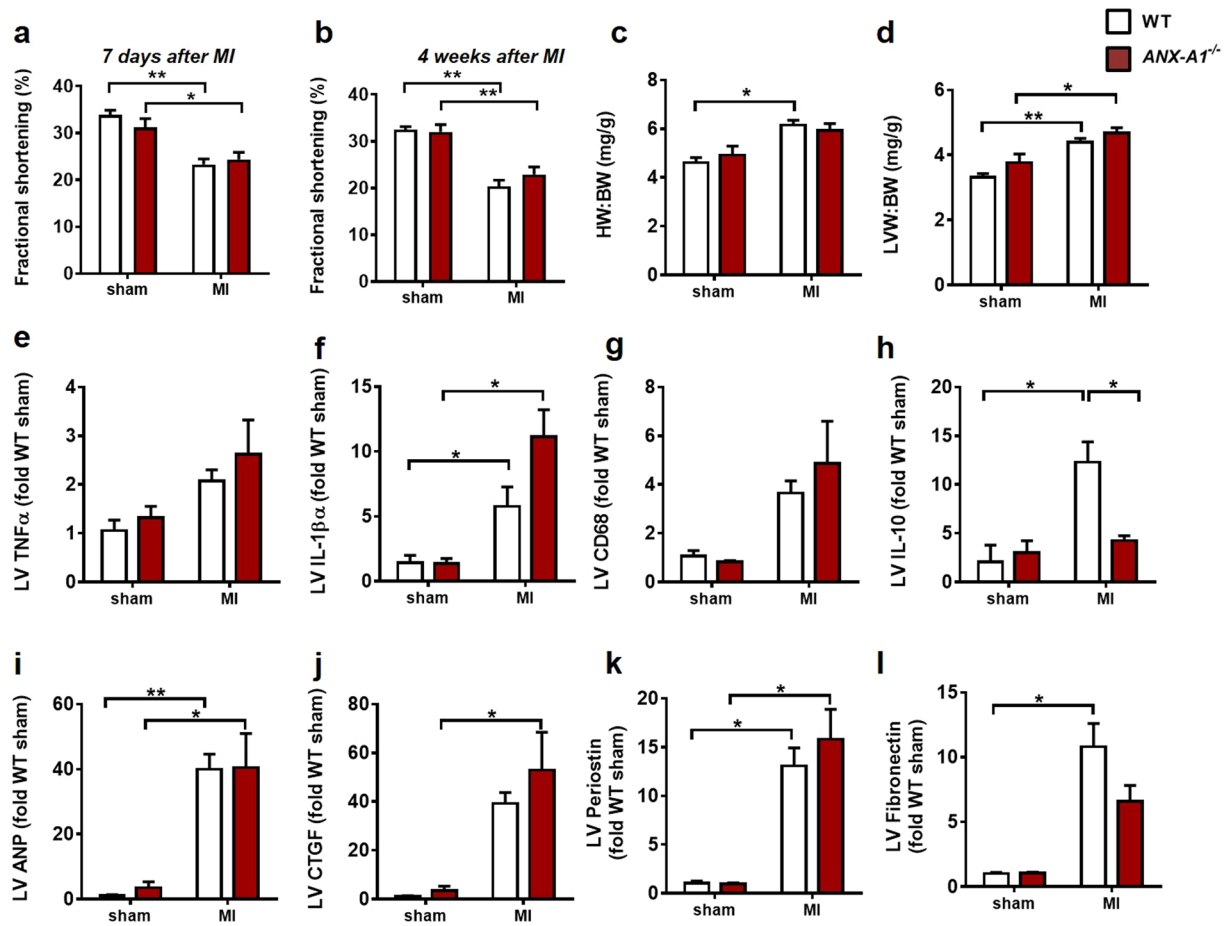 a
7 days after MI
**
*
Fractional shortening (%)
40
30
20
10
0
sham
MI
b
4 weeks after MI
**
**
Fractional shortening (%)
40
30
20
10
0
sham
MI
c
*
HW:BW (mg/g)
8
6
4
2
0
sham
MI
WT
ANX-A1-/-
d
*
**
LVW:BW (mg/g)
6
4
2
0
sham
MI
e
LV TNFα (fold WT sham)
4
3
2
1
0
sham
MI
f
*
*
LV IL-1βα (fold WT sham)
15
10
5
0
sham
MI
g
LV CD68 (fold WT sham)
8
6
4
2
0
sham
MI
h
*
*
LV IL-10 (fold WT sham)
20
15
10
5
0
sham
MI
i
**
*
LV ANP (fold WT sham)
60
40
20
0
sham
MI
j
*
LV CTGF (fold WT sham)
80
60
40
20
0
sham
MI
k
*
*
LV Periostin
(fold WT sham)
20
15
10
5
0
sham
MI
l
*
LV Fibronectin
(fold WT sham)
15
10
5
0
sham
MI